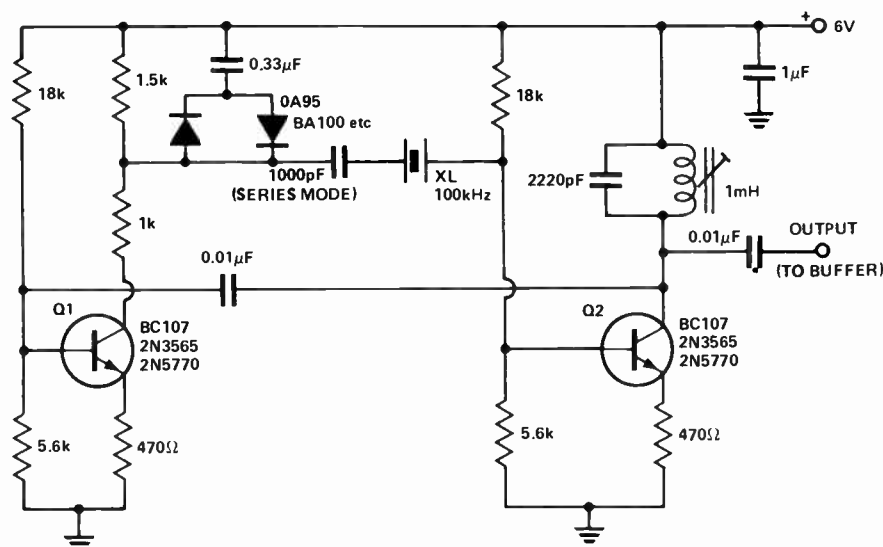 + 6V
0.33µF
1µF
18k
1.5k
0A95
BA100 etc
18k
1000pF
(SERIES MODE)
XL
100kHz
2220pF
1mH
1k
0.01µF
0.01µF
OUTPUT
(TO BUFFER)
Q1
BC107
2N3565
2N5770
Q2
BC107
2N3565
2N5770
5.6k
470Ω
5.6k
470Ω